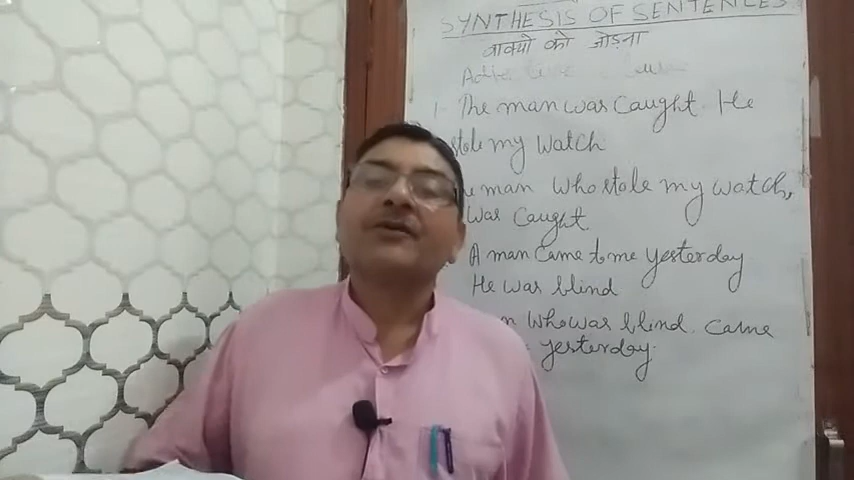 SYNTHESIS OF SENTENCES
वाक्यो को जोड़ना
1- The man was caught. He
stole my watch
man who stole my watch,
was caught.
A man came to me yesterday
He was blind
who was blind. came
yesterday.